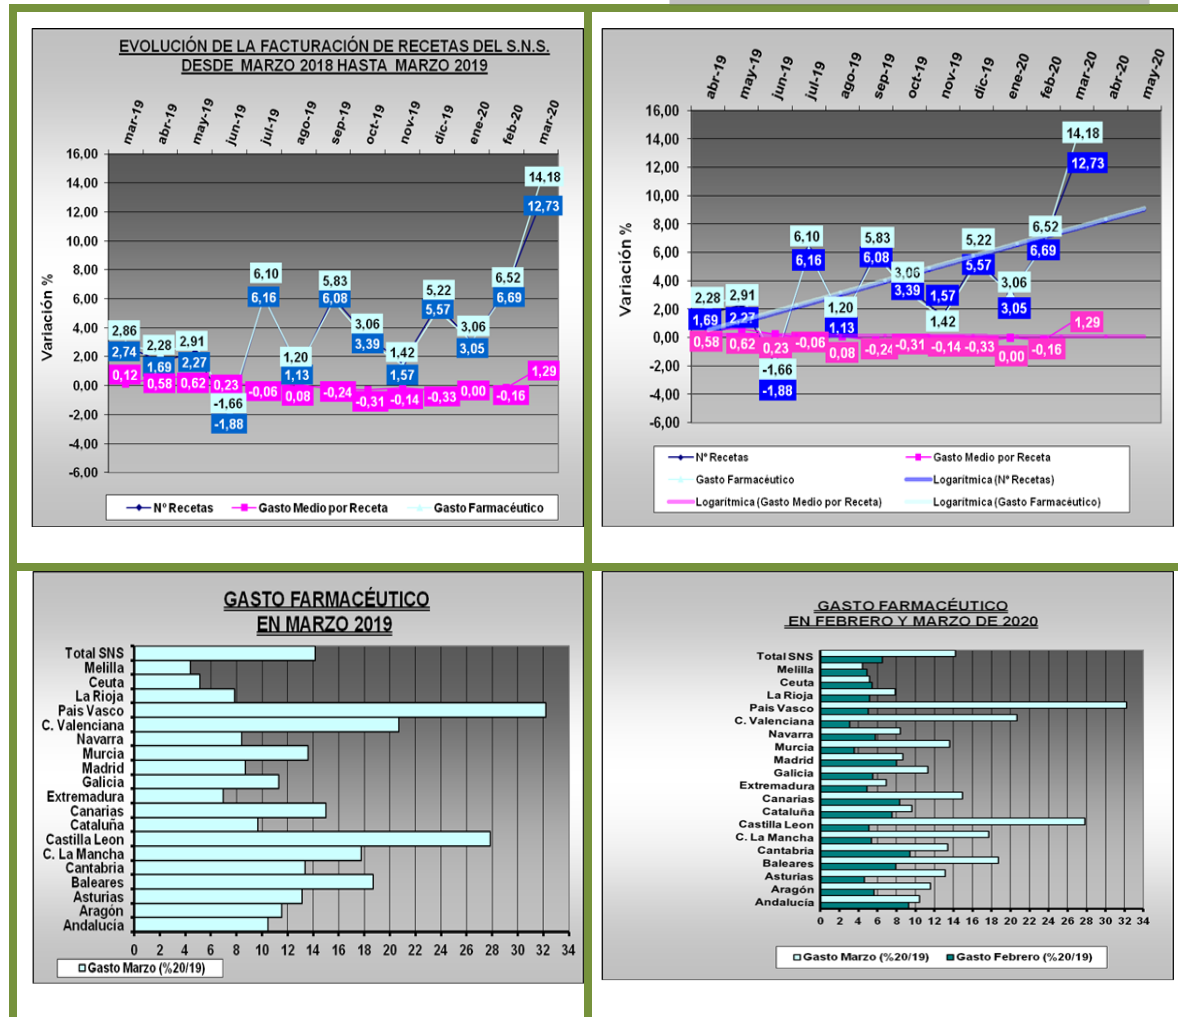 EVOLUCIÓN DE LA FACTURACIÓN DE RECETAS DEL S.N.S.
DESDE MARZO 2018 HASTA MARZO 2019
mar-19 abr-19 may-19 jun-19 jul-19 ago-19 sep-19 oct-19 nov-19 dic-19 ene-20 feb-20 mar-20
Variación %
16,00
14,00
12,00
10,00
8,00
6,00
4,00
2,00
0,00
-2,00
-4,00
-6,00
2,86 2,28 2,91 -1,66 6,10 1,20 5,83 3,06 1,42 5,22 3,06 6,52 14,18
2,74 1,69 2,27 -1,88 6,16 1,13 6,08 3,39 1,57 5,57 3,05 6,69 12,73
0,12 0,58 0,62 0,23 -0,06 0,08 -0,24 -0,31 -0,14 -0,33 0,00 -0,16 1,29
Nº Recetas Gasto Medio por Receta Gasto Farmacéutico
abr-19 may-19 jun-19 jul-19 ago-19 sep-19 oct-19 nov-19 dic-19 ene-20 feb-20 mar-20 abr-20 may-20
Variación %
16,00
14,00
12,00
10,00
8,00
6,00
4,00
2,00
0,00
-2,00
-4,00
-6,00
2,28 2,91 -1,66 6,10 1,20 5,83 3,06 1,42 5,22 3,06 6,52 14,18
1,69 2,27 -1,88 6,16 1,13 6,08 3,39 1,57 5,57 3,05 6,69 12,73
0,58 0,62 0,23 -0,06 0,08 -0,24 -0,31 -0,14 -0,33 0,00 -0,16 1,29
Nº Recetas Gasto Medio por Receta
Gasto Farmacéutico Logarítmica (Nº Recetas)
Logarítmica (Gasto Medio por Receta) Logarítmica (Gasto Farmacéutico)
GASTO FARMACÉUTICO
EN MARZO 2019
Total SNS
Melilla
Ceuta
La Rioja
Pais Vasco
C. Valenciana
Navarra
Murcia
Madrid
Galicia
Extremadura
Canarias
Cataluña
Castilla Leon
C. La Mancha
Cantabria
Baleares
Asturias
Aragón
Andalucía
0 2 4 6 8 10 12 14 16 18 20 22 24 26 28 30 32 34
Gasto Marzo (%20/19)
GASTO FARMACÉUTICO
EN FEBRERO Y MARZO DE 2020
Total SNS
Melilla
Ceuta
La Rioja
Pais Vasco
C. Valenciana
Navarra
Murcia
Madrid
Galicia
Extremadura
Canarias
Cataluña
Castilla Leon
C. La Mancha
Cantabria
Baleares
Asturias
Aragón
Andalucía
0 2 4 6 8 10 12 14 16 18 20 22 24 26 28 30 32 34
Gasto Marzo (%20/19) Gasto Febrero (%20/19)